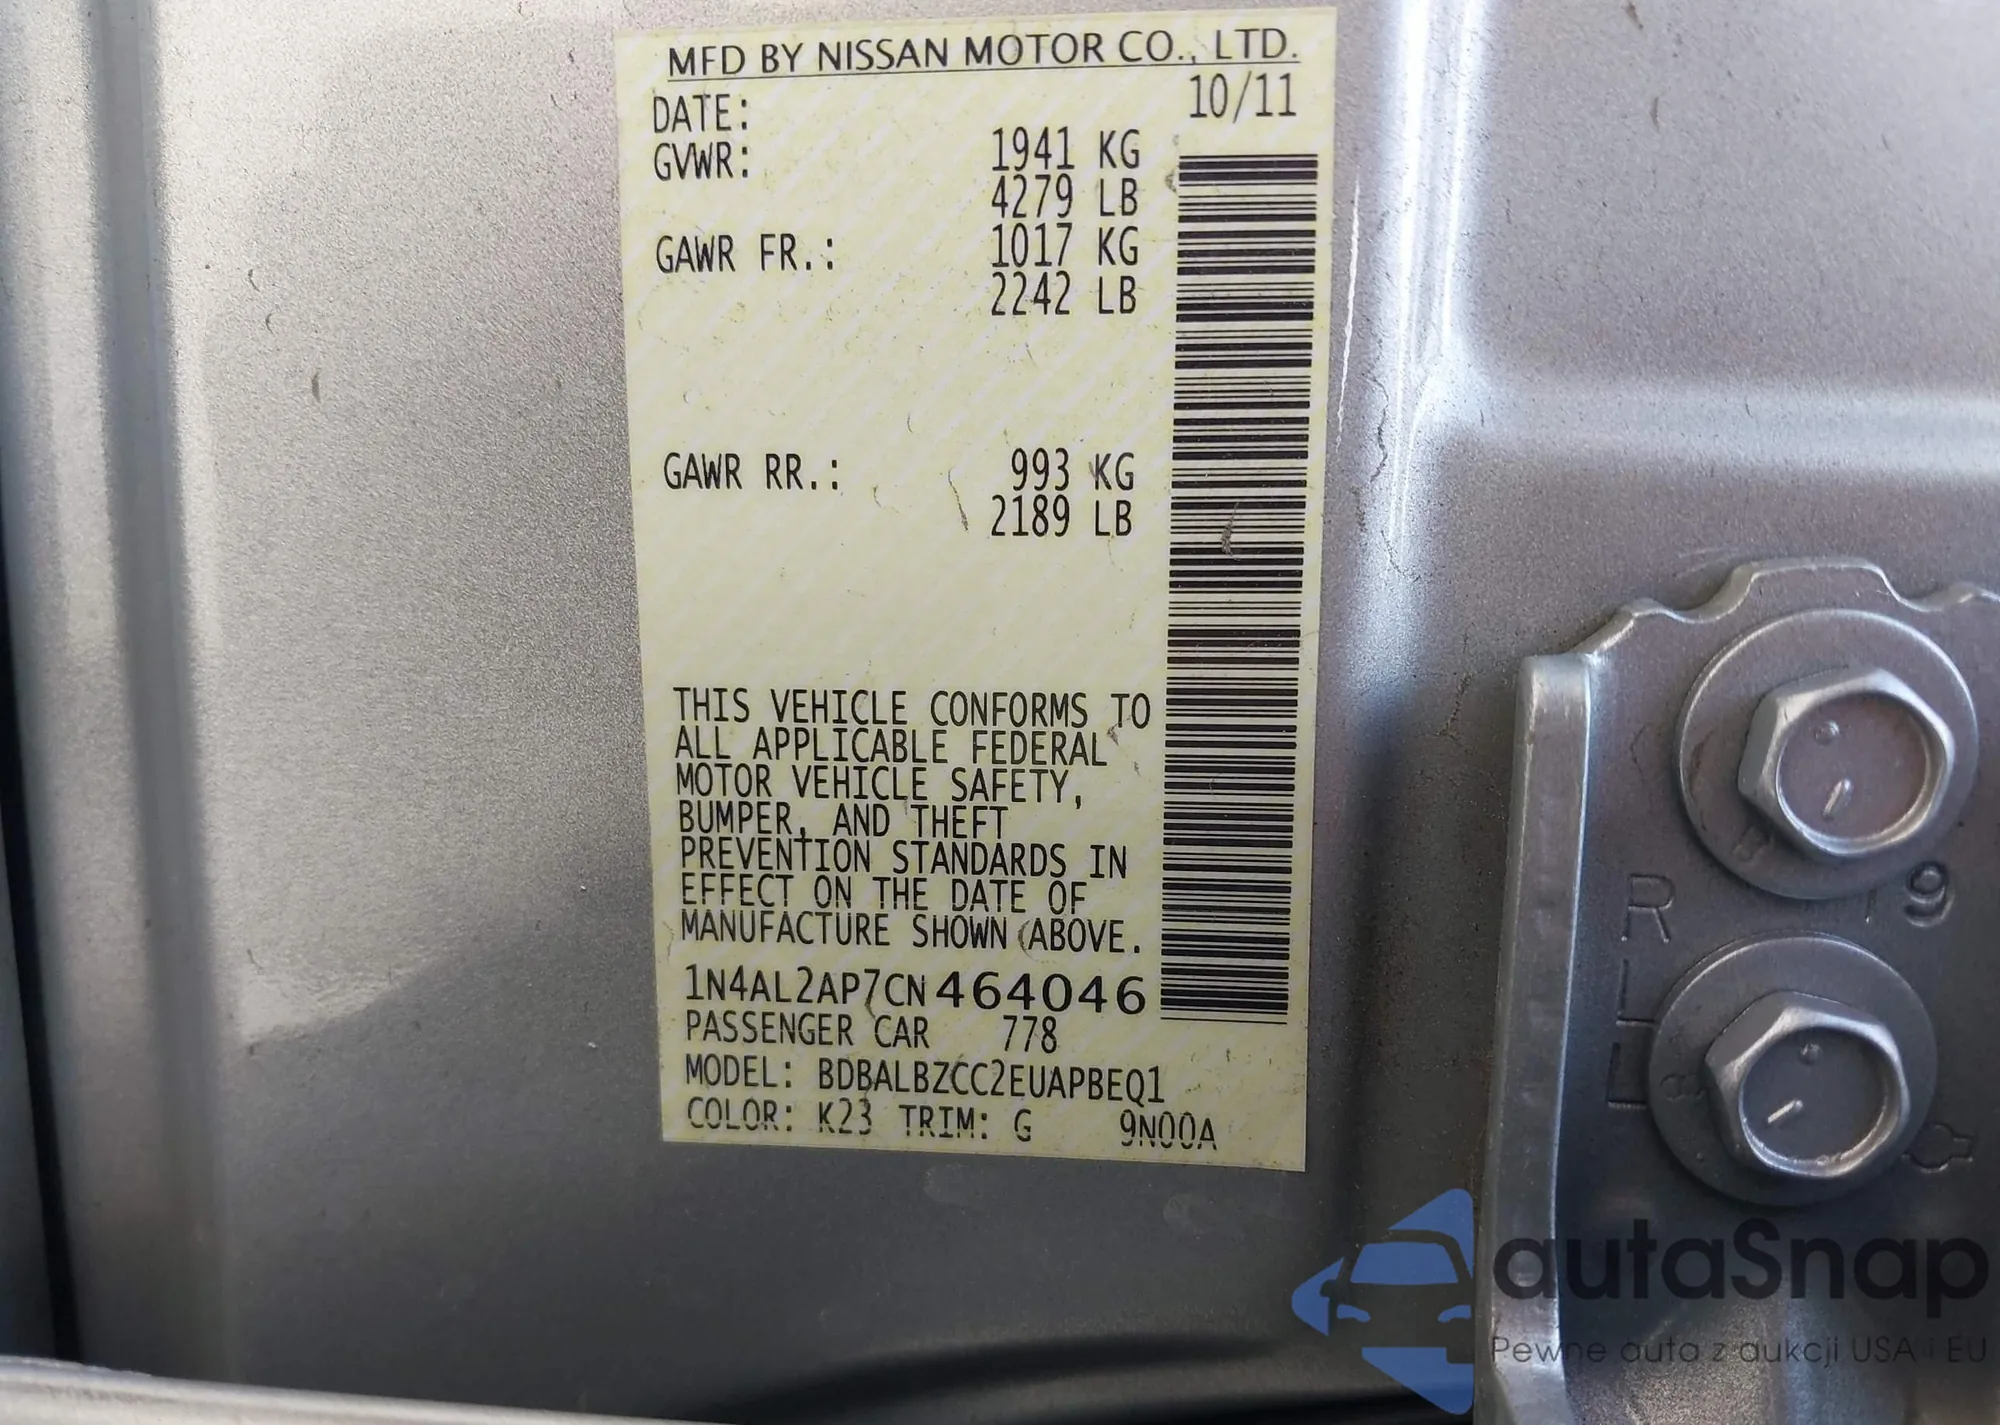 MFD BY NISSAN MOTOR CO., LTD.
DATE: 10/11
GVWR: 1941 KG
4279 LB
GAWR FR.: 1017 KG
2242 LB
GAWR RR.: 993 KG
2189 LB
THIS VEHICLE CONFORMS TO
ALL APPLICABLE FEDERAL
MOTOR VEHICLE SAFETY,
BUMPER, AND THEFT
PREVENTION STANDARDS IN
EFFECT ON THE DATE OF
MANUFACTURE SHOWN ABOVE.
1N4AL2AP7CN464046
PASSENGER CAR 778
MODEL: BDBALBZCC2EUAPBEQ1
COLOR: K23 TRIM: G 9N00A
9
R
L
L
autaSnap
Pewne auta z aukcji USA i EU